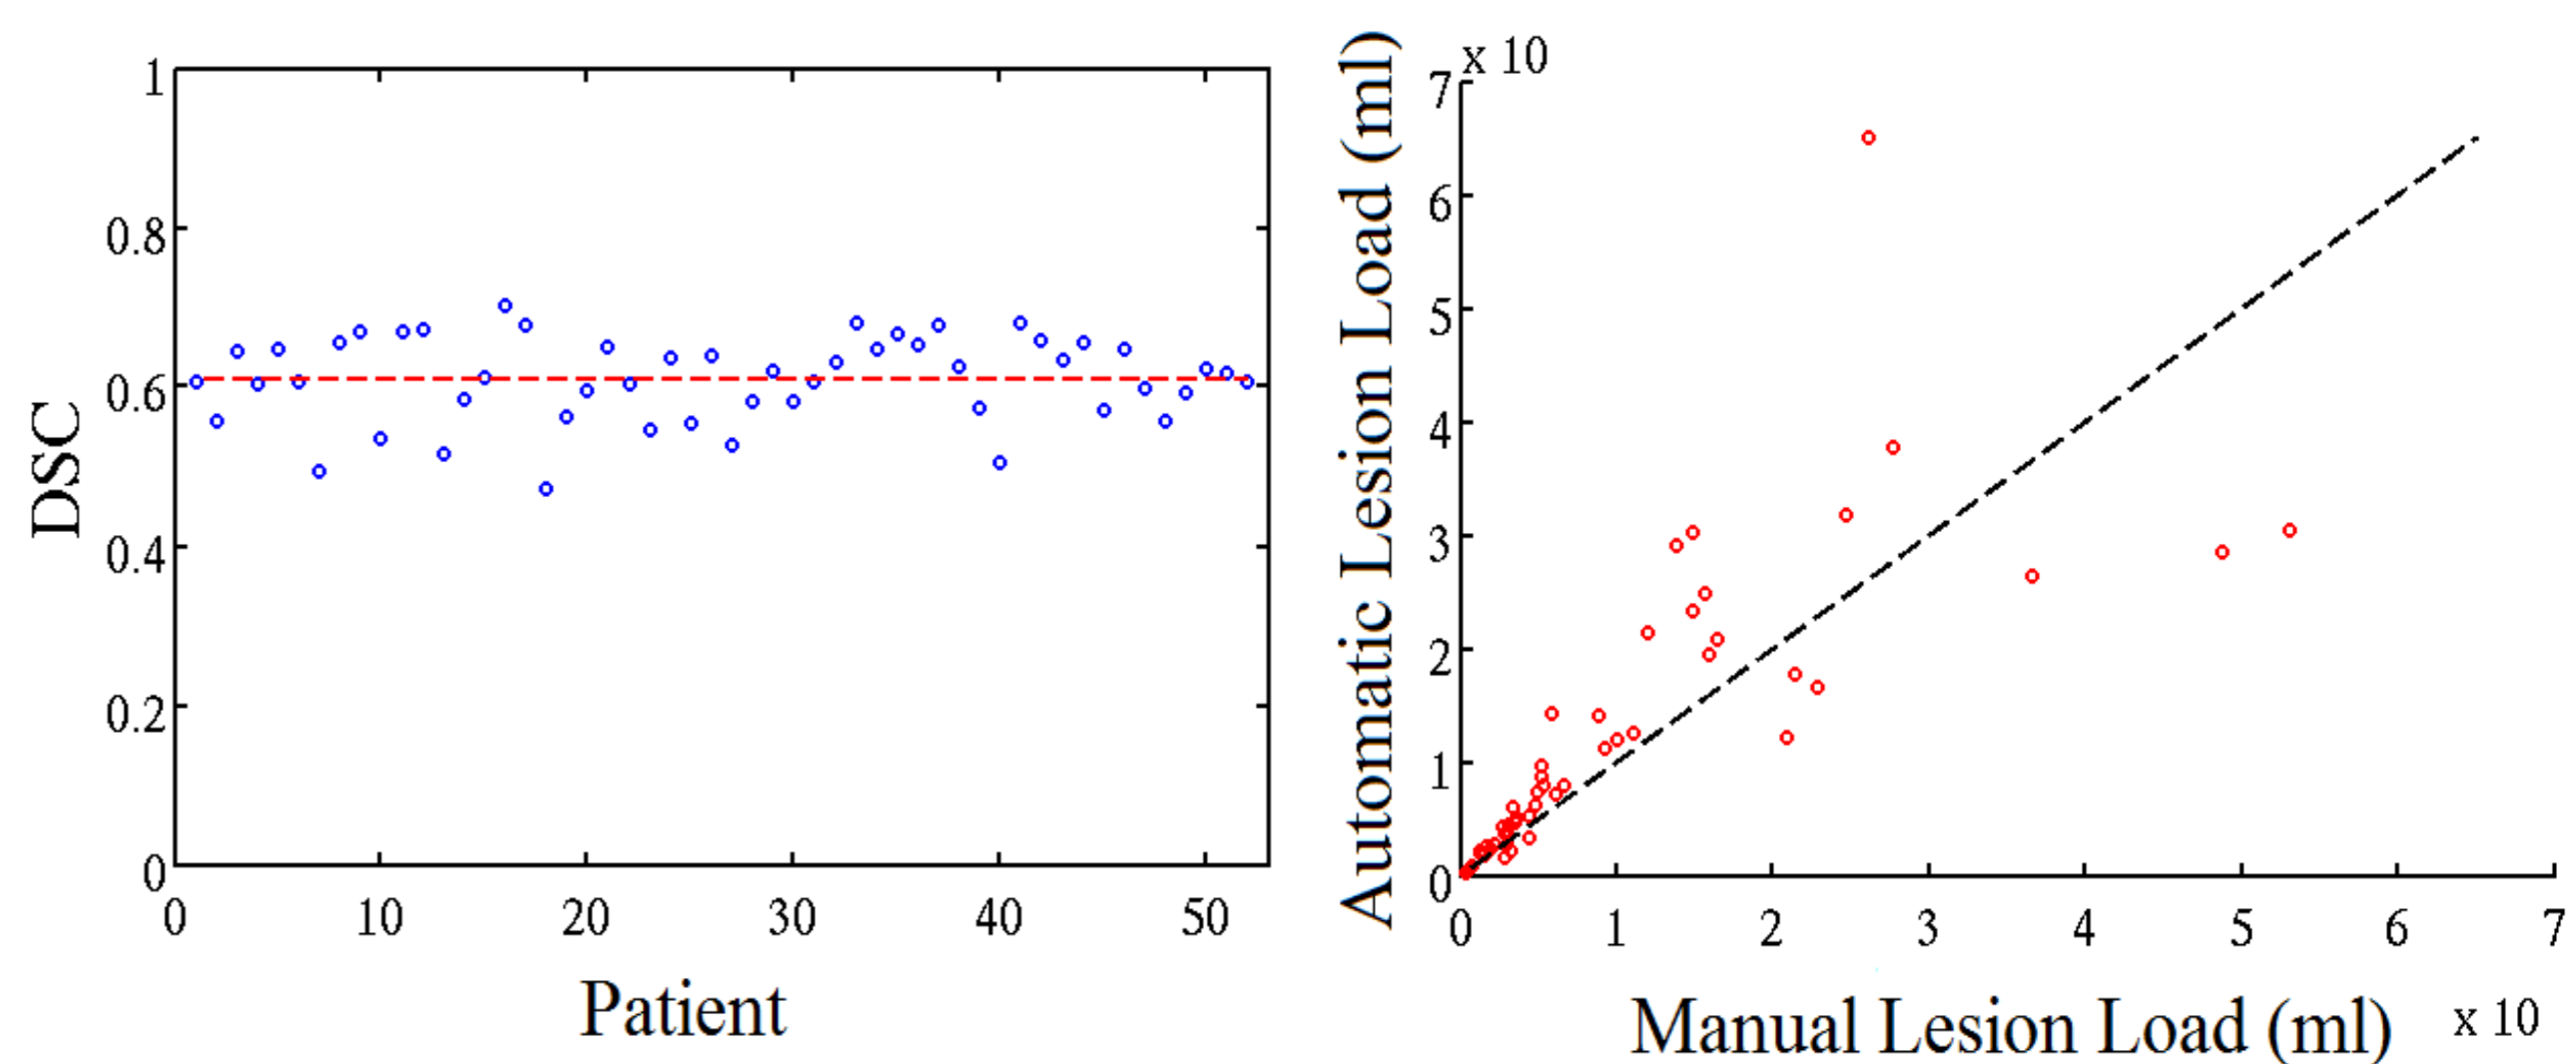 DSC
1
0.8
0.6
0.4
0.2
0
0 10 20 30 40 50
Patient
Automatic Lesion Load (ml)
x 10
7
6
5
4
3
2
1
0
0 1 2 3 4 5 6 7
Manual Lesion Load (ml) x 10